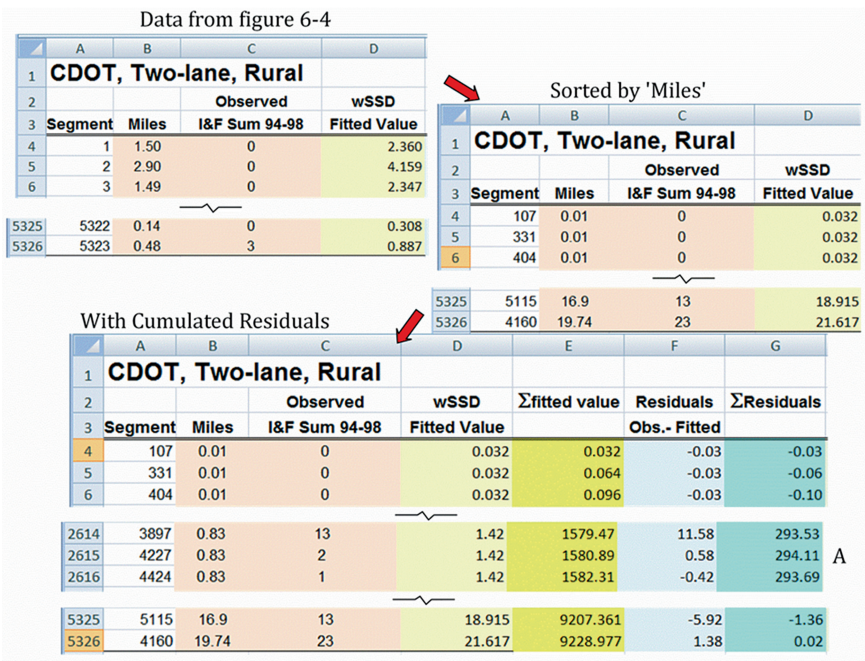 Data from figure 6-4
A B C D
1 CDOT, Two-lane, Rural
2 Observed wSSD
3 Segment Miles I&F Sum 94-98 Fitted Value
4 1 1.50 0 2.360
5 2 2.90 0 4.159
6 3 1.49 0 2.347
5325 5322 0.14 0 0.308
5326 5323 0.48 3 0.887
Sorted by 'Miles'
A B C D
1 CDOT, Two-lane, Rural
2 Observed wSSD
3 Segment Miles I&F Sum 94-98 Fitted Value
4 107 0.01 0 0.032
5 331 0.01 0 0.032
6 404 0.01 0 0.032
5325 5115 16.9 13 18.915
5326 4160 19.74 23 21.617
With Cumulated Residuals
A B C D E F G
1 CDOT, Two-lane, Rural
2 Observed wSSD Σfitted value Residuals ΣResiduals
3 Segment Miles I&F Sum 94-98 Fitted Value Obs.- Fitted
4 107 0.01 0 0.032 0.032 -0.03 -0.03
5 331 0.01 0 0.032 0.064 -0.03 -0.06
6 404 0.01 0 0.032 0.096 -0.03 -0.10
2614 3897 0.83 13 1.42 1579.47 11.58 293.53
2615 4227 0.83 2 1.42 1580.89 0.58 294.11 A
2616 4424 0.83 1 1.42 1582.31 -0.42 293.69
5325 5115 16.9 13 18.915 9207.361 -5.92 -1.36
5326 4160 19.74 23 21.617 9228.977 1.38 0.02